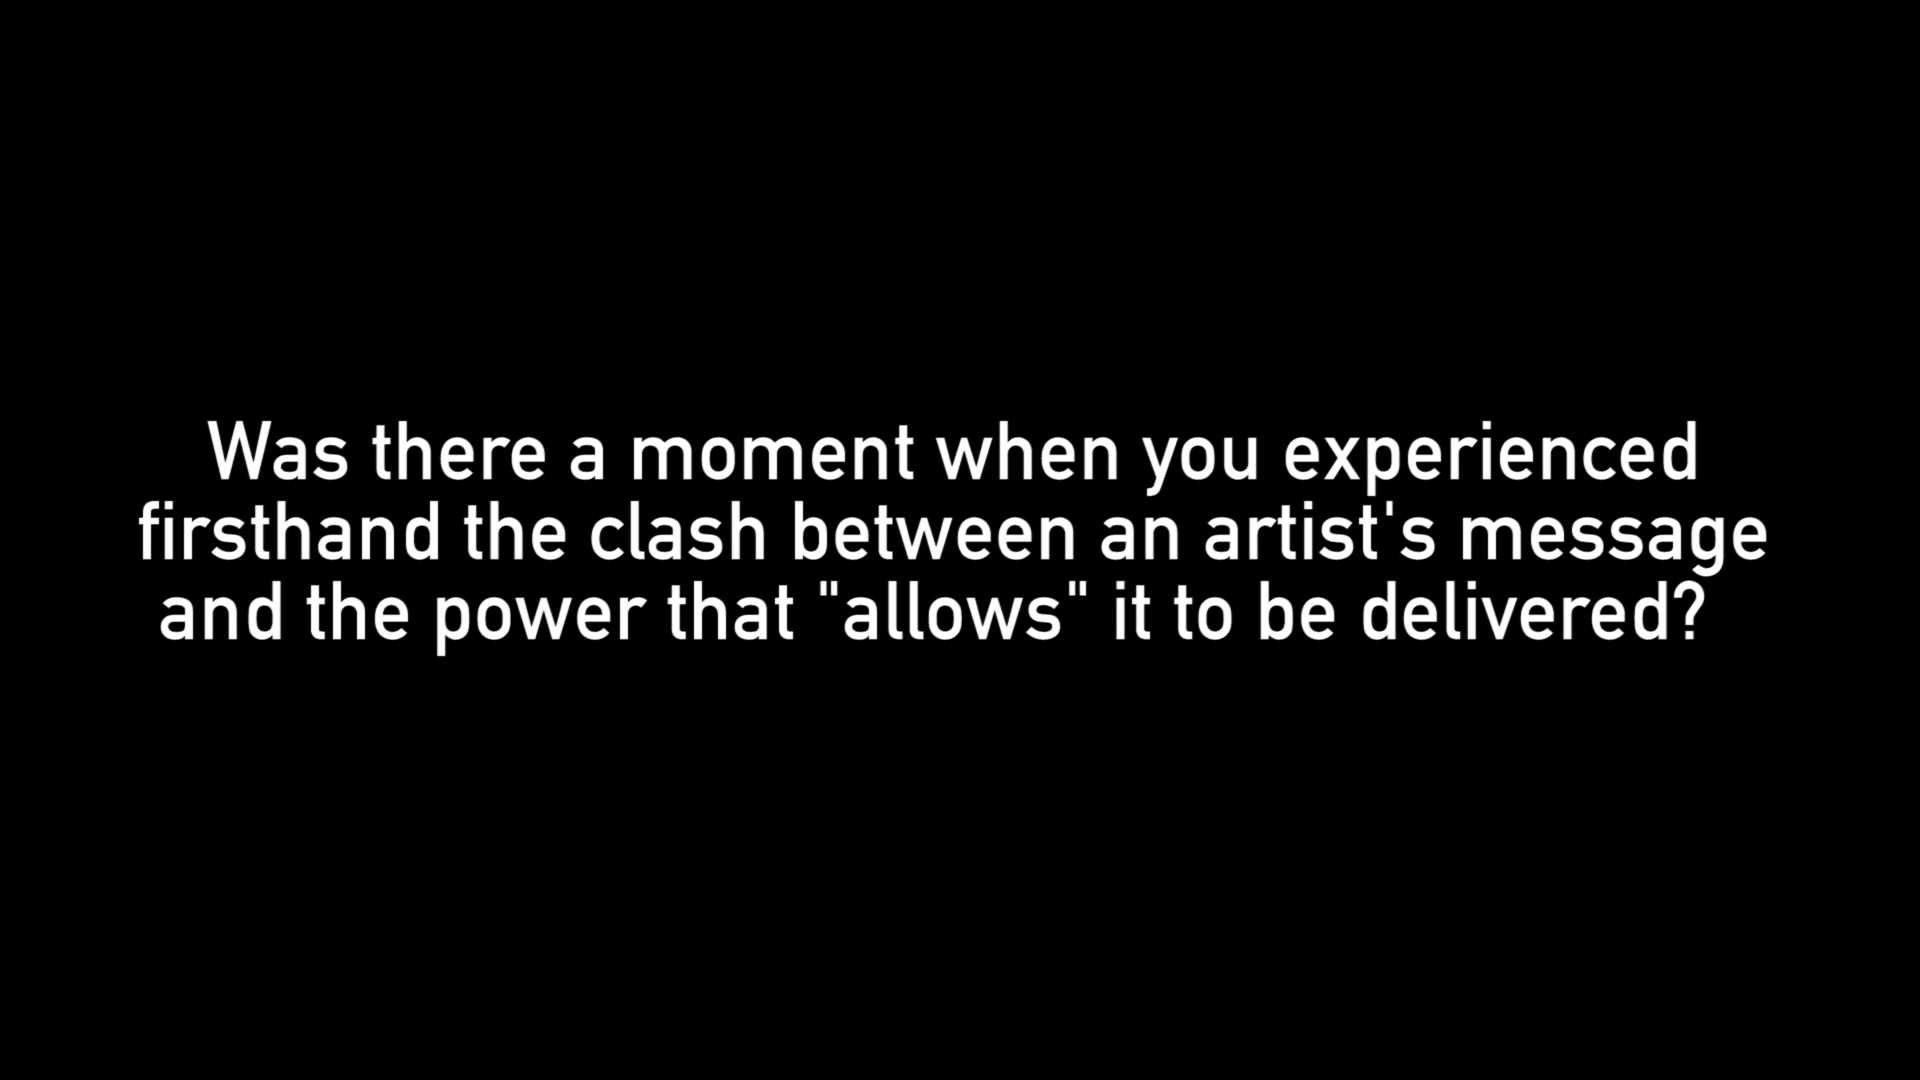 Was there a moment when you experienced
firsthand the clash between an artist's message
and the power that "allows" it to be delivered?